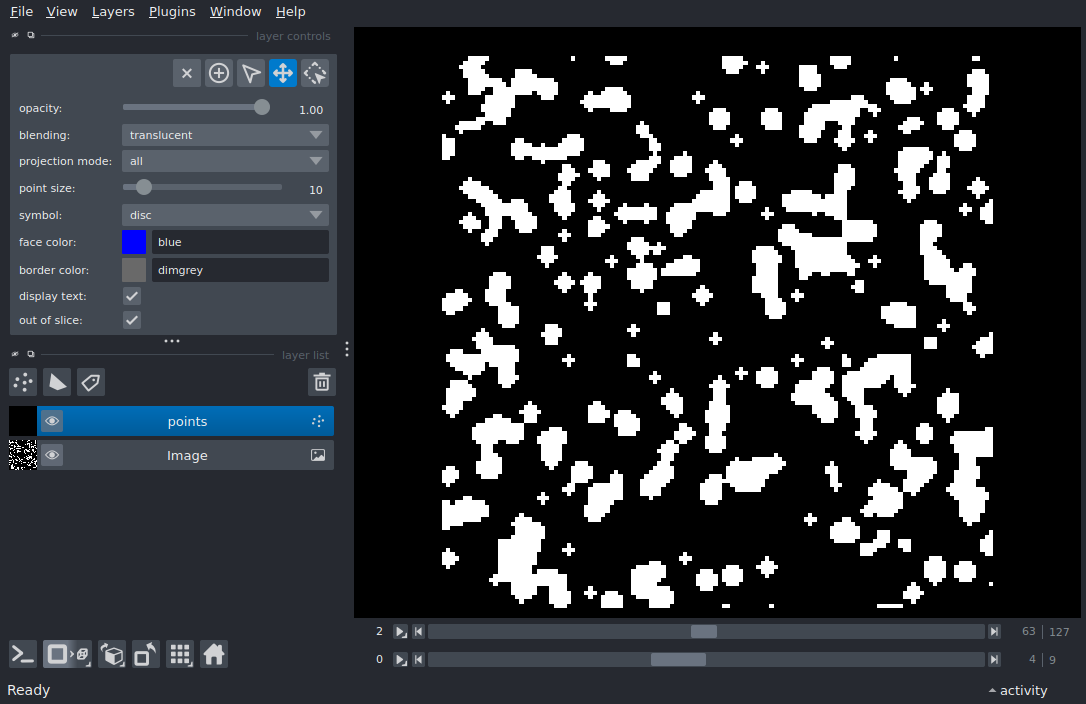 File View Layers Plugins Window Help
layer controls
opacity: 1.00
blending: translucent
projection mode: all
point size: 10
symbol: disc
face color: blue
border color: dimgrey
display text:
out of slice:
layer list
points
Image
2 63 127
0 4 9
Ready activity